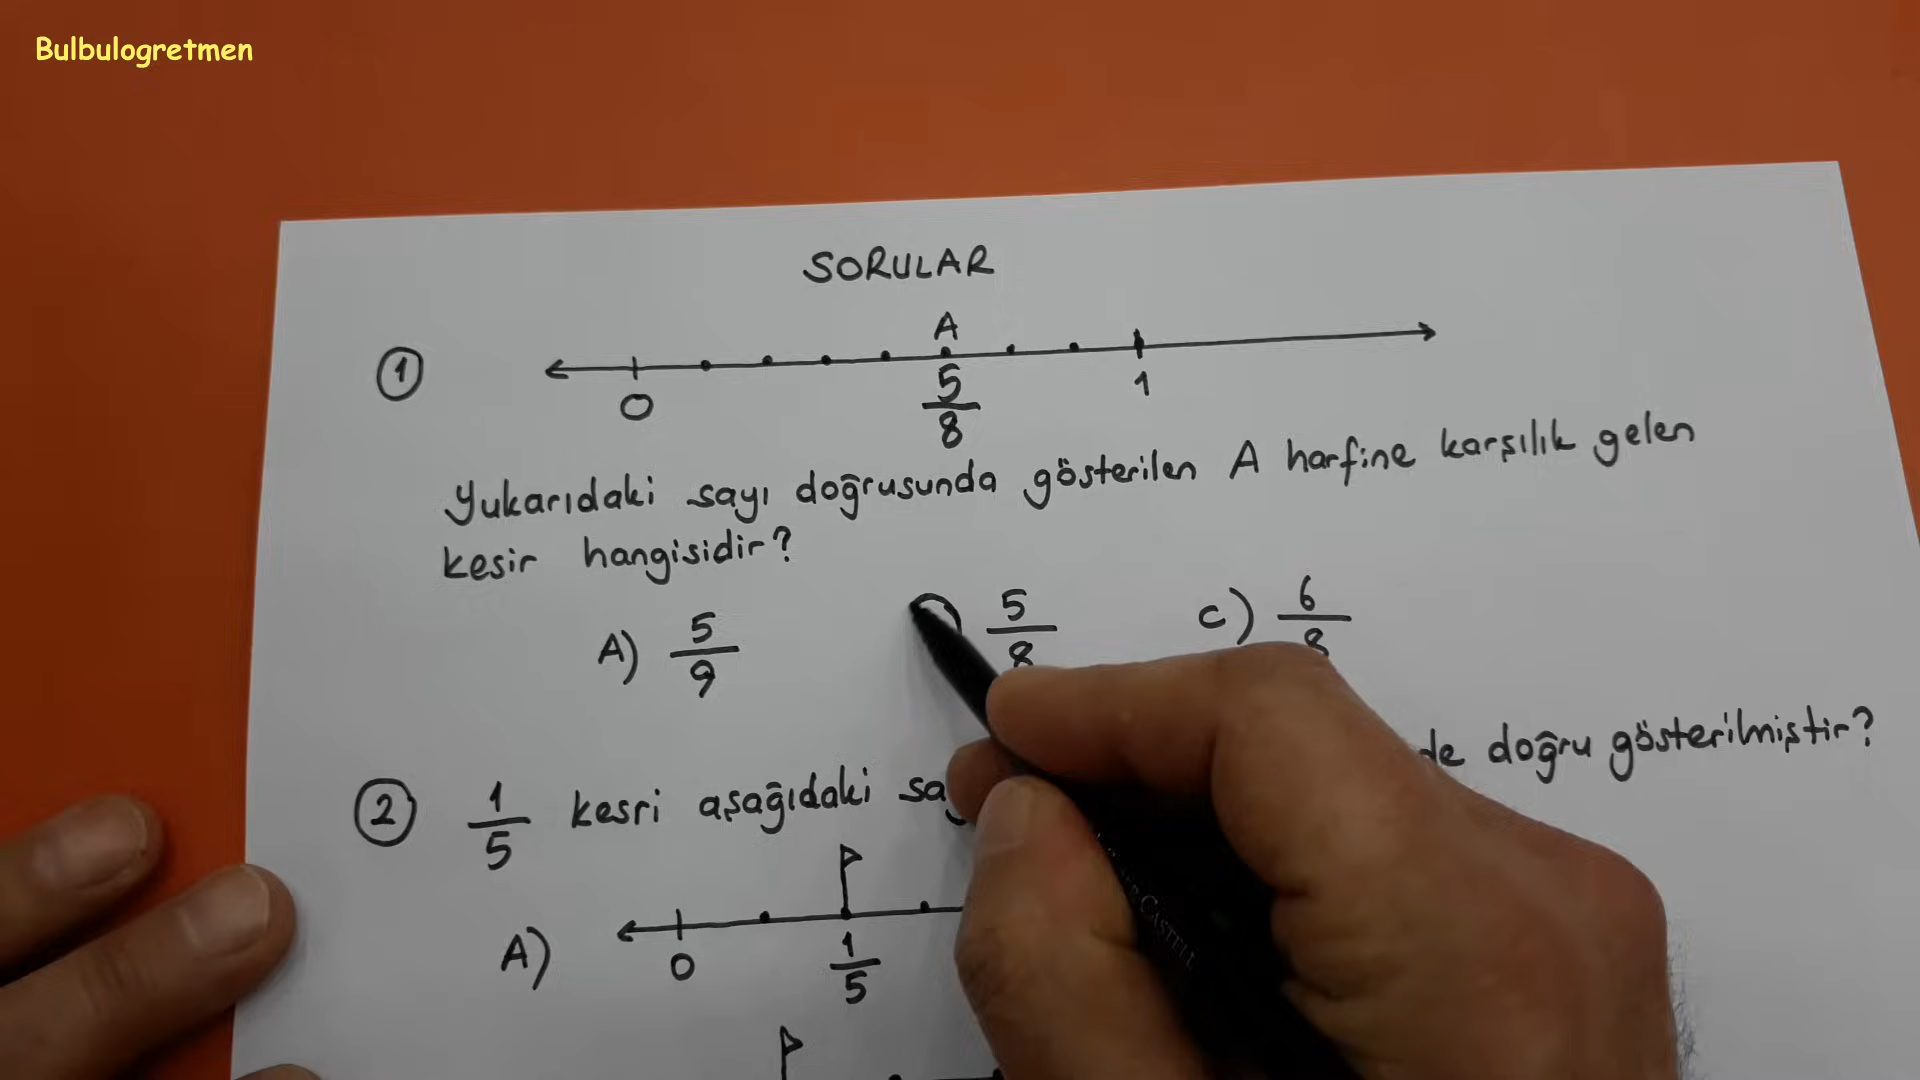 Bulbulogretmen
SORULAR
1
A
0 5/8 1
Yukarıdaki sayı doğrusunda gösterilen A harfine karşılık gelen
kesir hangisidir?
A) 5/9 ) 5/8 C) 6/8
2 1/5 kesri aşağıdaki de doğru gösterilmiştir?
A) 0 1/5